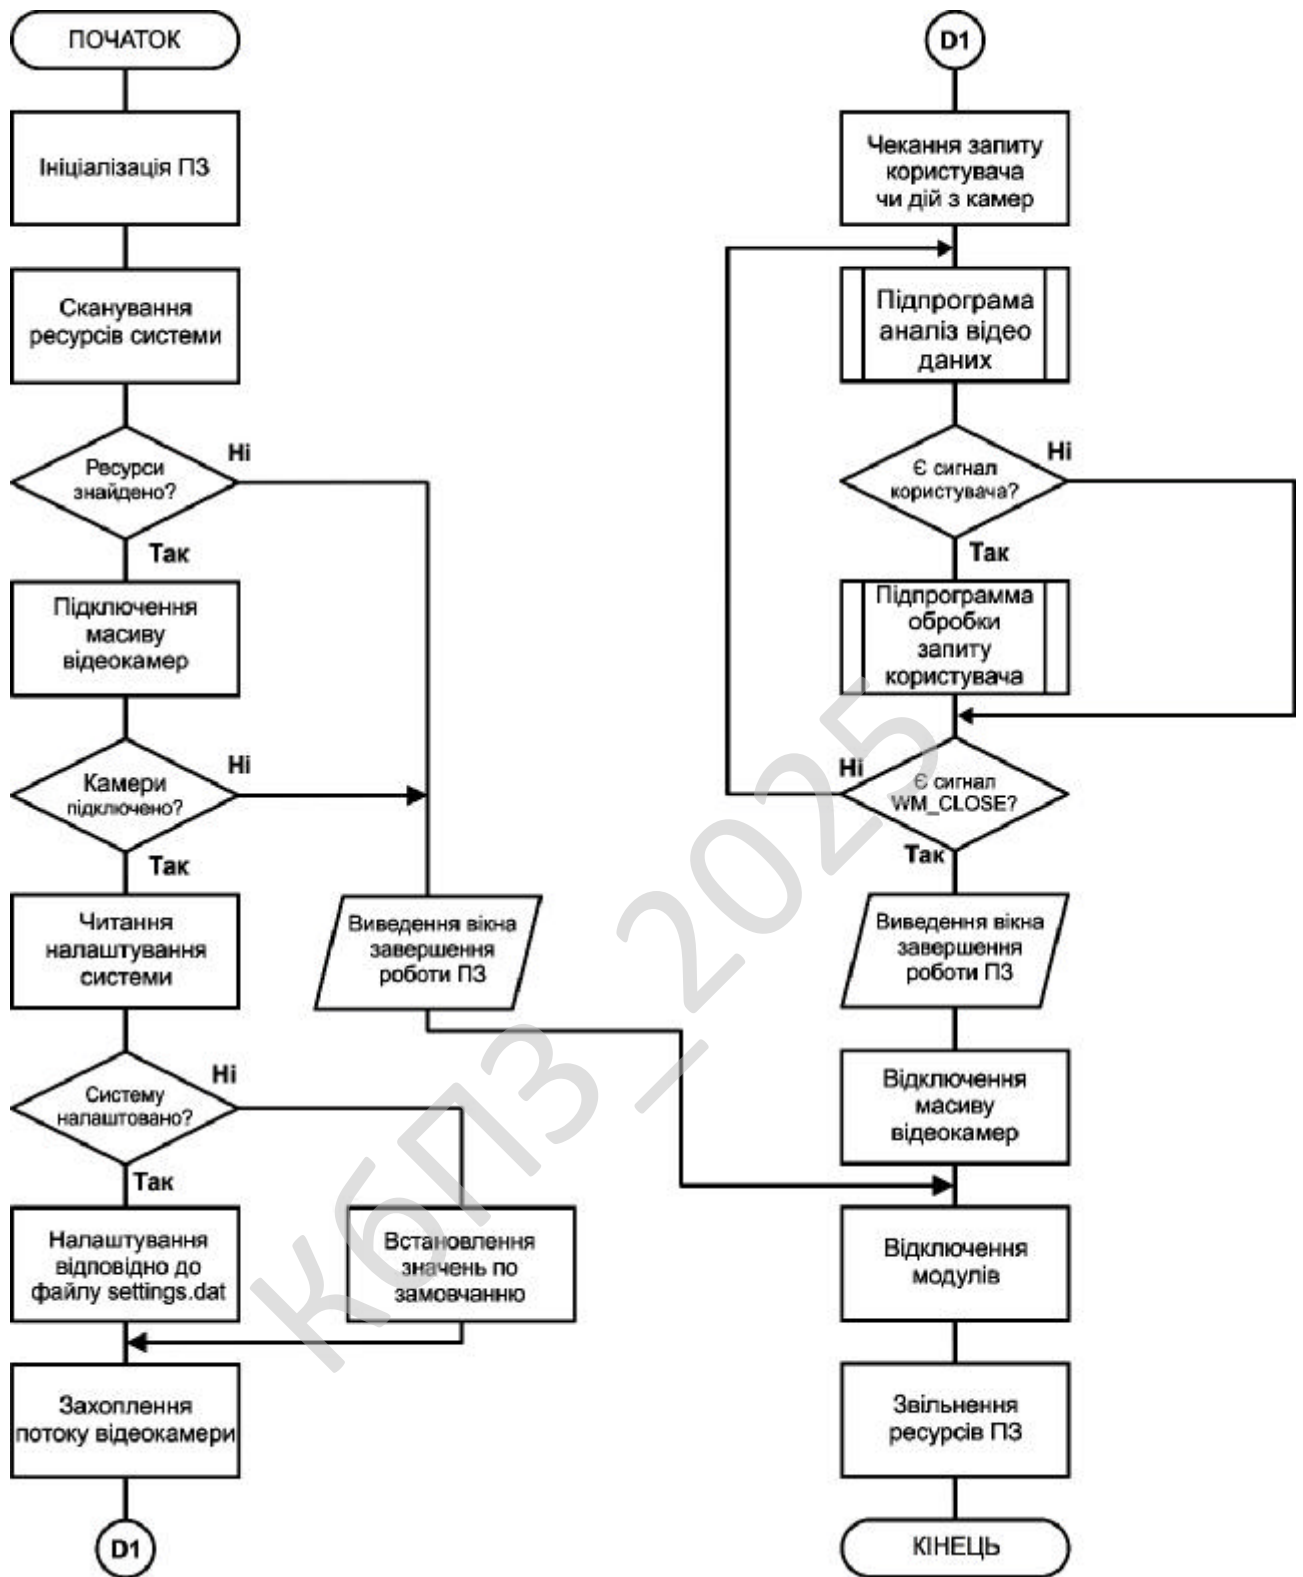 ПОЧАТОК
Ініціалізація ПЗ
Сканування
ресурсів системи
Ресурси
знайдено?
Ні
Так
Підключення
масиву
відеокамер
Камери
підключено?
Ні
Так
Читання
налаштування
системи
Виведення вікна
завершення
роботи ПЗ
Систему
налаштовано?
Ні
Так
Налаштування
відповідно до
файлу settings.dat
Встановлення
значень по
замовчанню
Захоплення
потоку відеокамери
D1
D1
Чекання запиту
користувача
чи дій з камер
Підпрограма
аналіз відео
даних
Є сигнал
користувача?
Ні
Так
Підпрограмма
обробки
запиту
користувача
Є сигнал
WM_CLOSE?
Ні
Так
Виведення вікна
завершення
роботи ПЗ
Відключення
масиву
відеокамер
Відключення
модулів
Звільнення
ресурсів ПЗ
КІНЕЦЬ
КбПЗ_2025